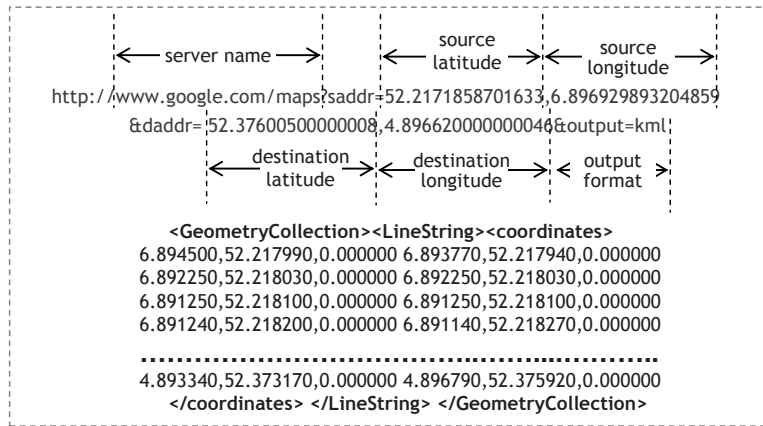 server name
source
latitude
source
longitude
http://www.google.com/maps?saddr=52.2171858701633,6.896929893204859
&daddr= 52.37600500000008,4.896620000000046&output=kml
destination
latitude
destination
longitude
output
format
<GeometryCollection><LineString><coordinates>
6.894500,52.217990,0.000000 6.893770,52.217940,0.000000
6.892250,52.218030,0.000000 6.892250,52.218030,0.000000
6.891250,52.218100,0.000000 6.891250,52.218100,0.000000
6.891240,52.218200,0.000000 6.891140,52.218270,0.000000
............................................................
4.893340,52.373170,0.000000 4.896790,52.375920,0.000000
</coordinates> </LineString> </GeometryCollection>